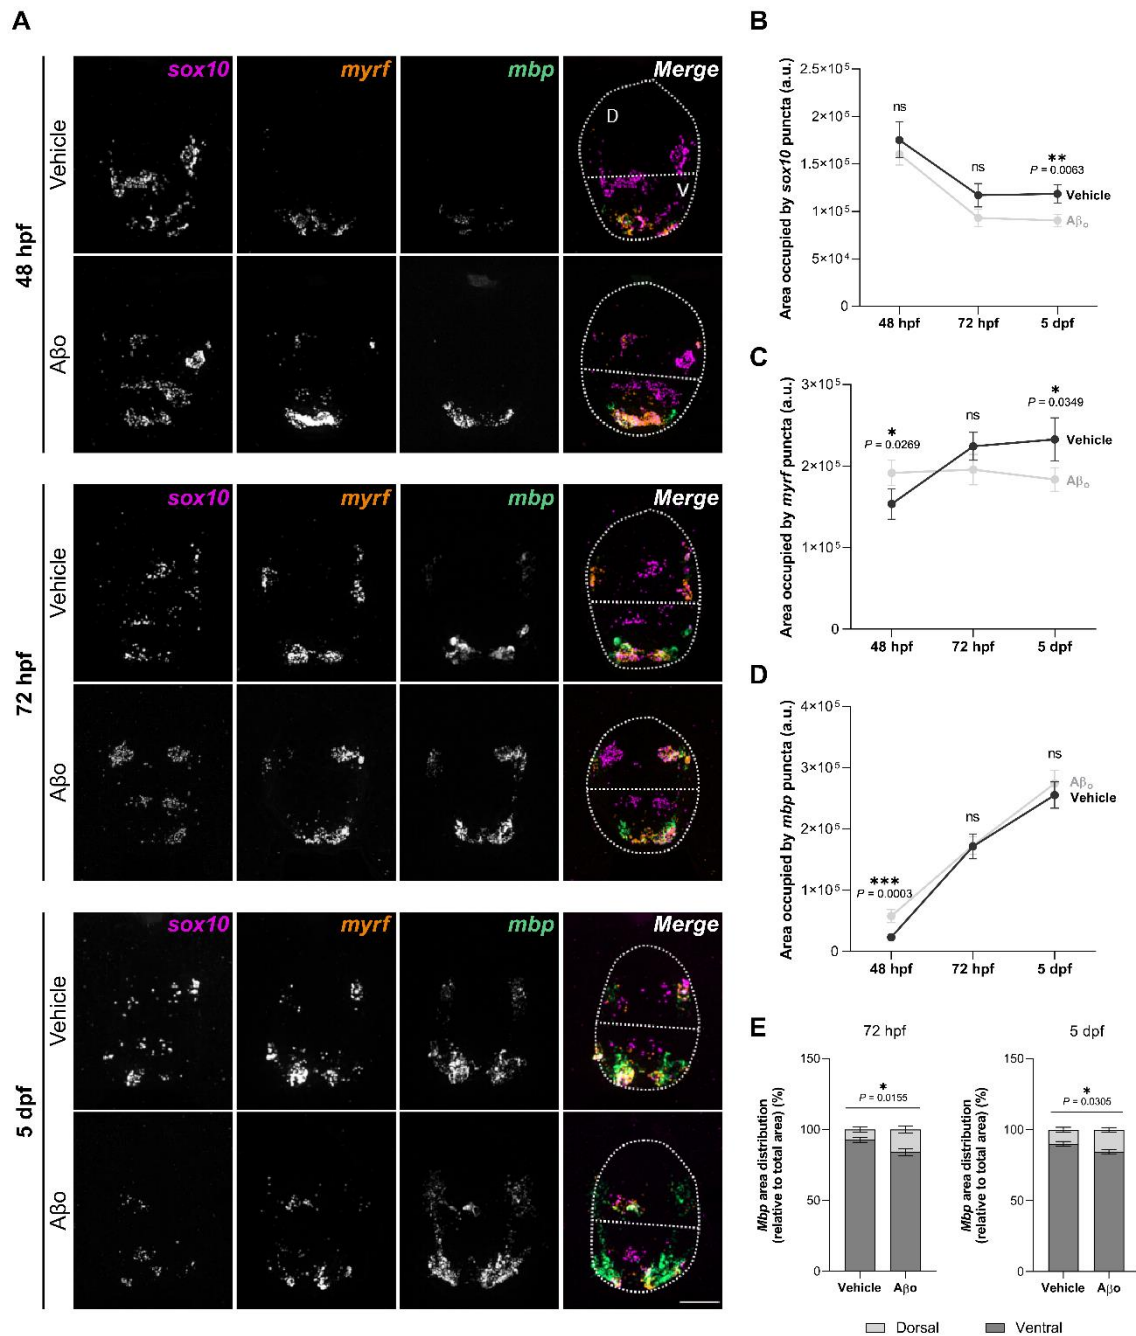 A
48 hpf
Vehicle
sox10
myrf
mbp
Merge
D
V
Aβo
72 hpf
Vehicle
sox10
myrf
mbp
Merge
Aβo
5 dpf
Vehicle
sox10
myrf
mbp
Merge
Aβo
B
Area occupied by sox10 puncta (a.u.)
2.5×10⁵
2×10⁵
1.5×10⁵
1×10⁵
5×10⁴
0
ns
ns
**
P = 0.0063
Vehicle
Aβₒ
48 hpf
72 hpf
5 dpf
C
Area occupied by myrf puncta (a.u.)
3×10⁵
2×10⁵
1×10⁵
0
*
P = 0.0269
ns
*
P = 0.0349
Vehicle
Aβₒ
48 hpf
72 hpf
5 dpf
D
Area occupied by mbp puncta (a.u.)
4×10⁵
3×10⁵
2×10⁵
1×10⁵
0
***
P = 0.0003
ns
ns
Aβₒ
Vehicle
48 hpf
72 hpf
5 dpf
E
72 hpf
Mbp area distribution
(relative to total area) (%)
150
100
50
0
*
P = 0.0155
Vehicle
Aβo
5 dpf
Mbp area distribution
(relative to total area) (%)
150
100
50
0
*
P = 0.0305
Vehicle
Aβo
Dorsal
Ventral